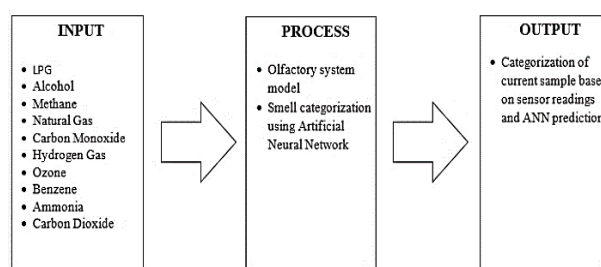 INPUT
• LPG
• Alcohol
• Methane
• Natural Gas
• Carbon Monoxide
• Hydrogen Gas
• Ozone
• Benzene
• Ammonia
• Carbon Dioxide
PROCESS
• Olfactory system
model
• Smell categorization
using Artificial
Neural Network
OUTPUT
• Categorization of
current sample base
on sensor readings
and ANN prediction